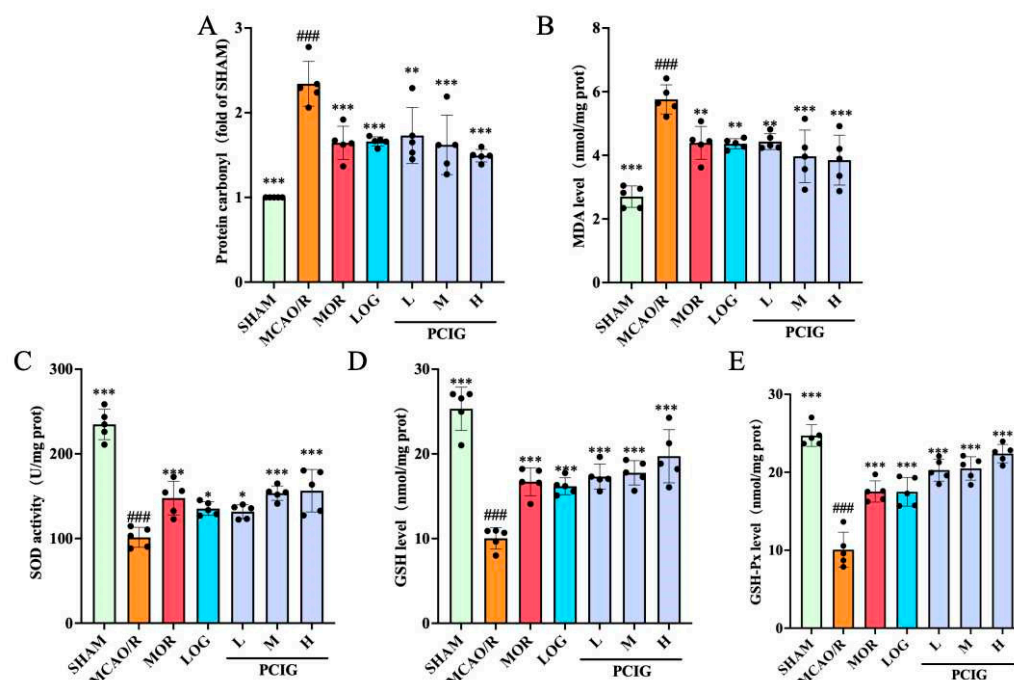 A
Protein carbonyl（fold of SHAM）
3
2
1
0
***
###
***
***
**
***
***
SHAM
MCAO/R
MOR
LOG
L
M
H
PCIG
B
MDA level（nmol/mg prot）
8
6
4
2
0
***
###
**
**
**
***
***
SHAM
MCAO/R
MOR
LOG
L
M
H
PCIG
C
SOD activity（U/mg prot）
300
200
100
0
***
###
***
*
*
***
***
SHAM
MCAO/R
MOR
LOG
L
M
H
PCIG
D
GSH level（nmol/mg prot）
30
20
10
0
***
###
***
***
***
***
***
SHAM
MCAO/R
MOR
LOG
L
M
H
PCIG
E
GSH-Px level（nmol/mg prot）
30
20
10
0
***
###
***
***
***
***
***
SHAM
MCAO/R
MOR
LOG
L
M
H
PCIG